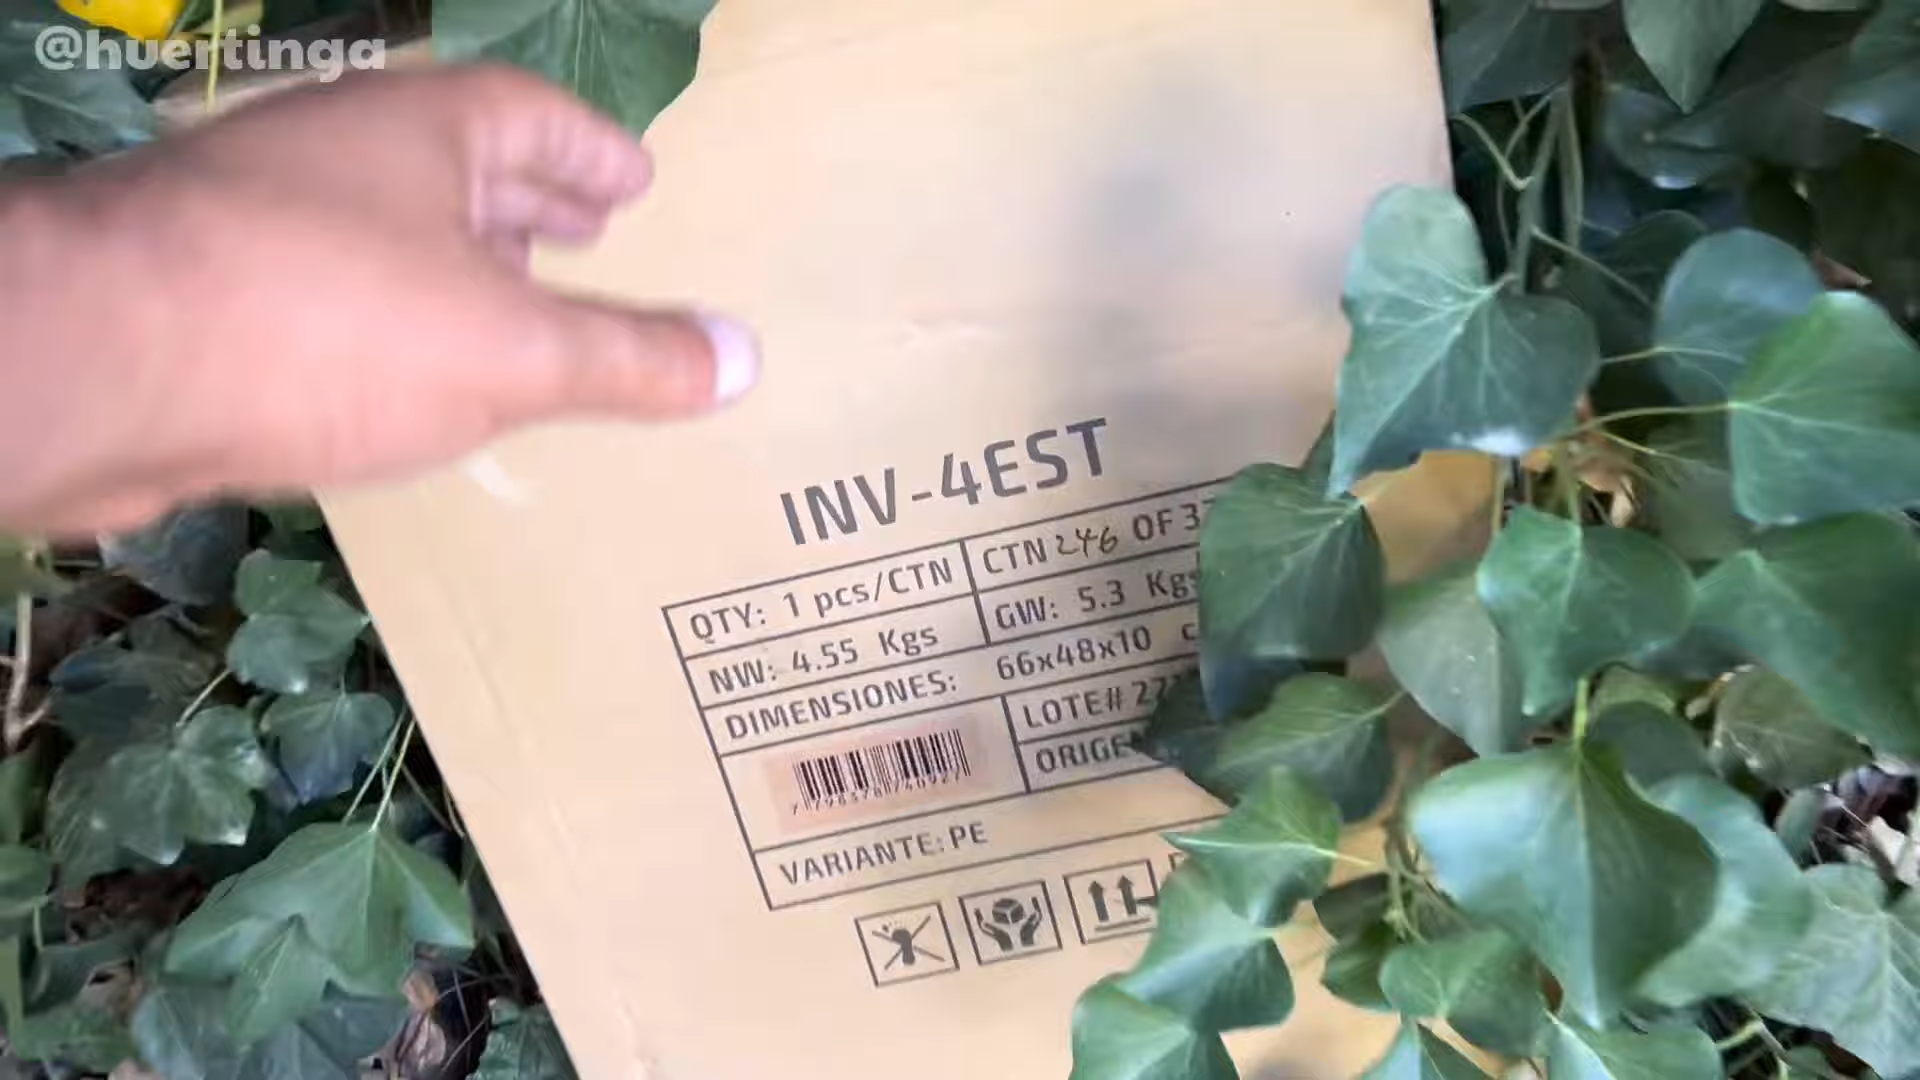 @huertinga
INV-4EST
QTY: 1 pcs/CTN
CTN 246 OF
NW: 4.55 Kgs
GW: 5.3 Kgs
DIMENSIONES: 66x48x10
LOTE#
VARIANTE: PE